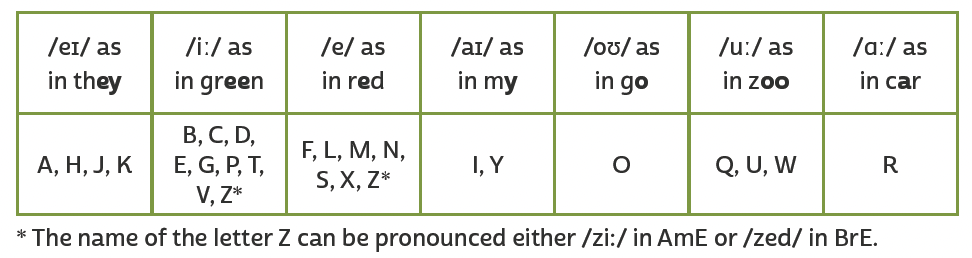 /eɪ/ as
in they
/iː/ as
in green
/e/ as
in red
/aɪ/ as
in my
/oʊ/ as
in go
/uː/ as
in zoo
/ɑː/ as
in car
A, H, J, K
B, C, D,
E, G, P, T,
V, Z*
F, L, M, N,
S, X, Z*
I, Y
O
Q, U, W
R
* The name of the letter Z can be pronounced either /ziː/ in AmE or /zed/ in BrE.